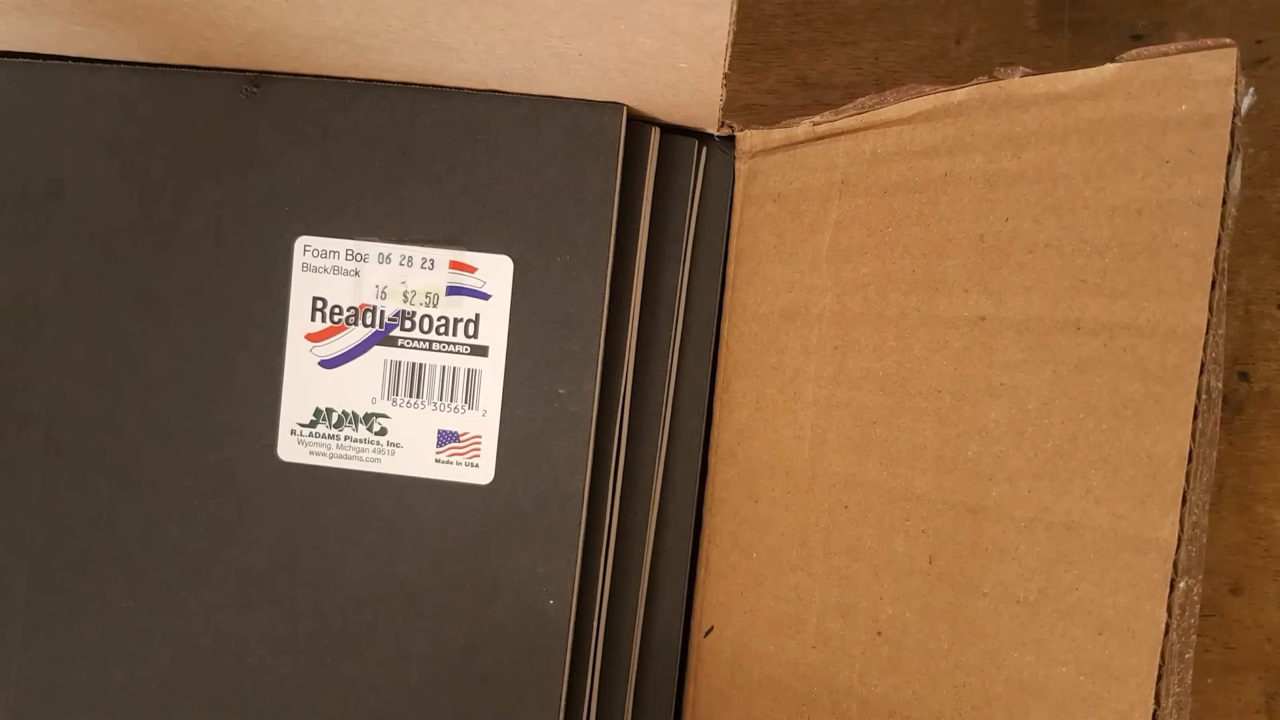 Foam Boa 06 28 23
Black/Black
16 $2.50
Readi-Board
FOAM BOARD
0 82665 30565 2
ADAMS
R.L.ADAMS Plastics, Inc.
Wyoming, Michigan 49519
www.goadams.com
Made in USA